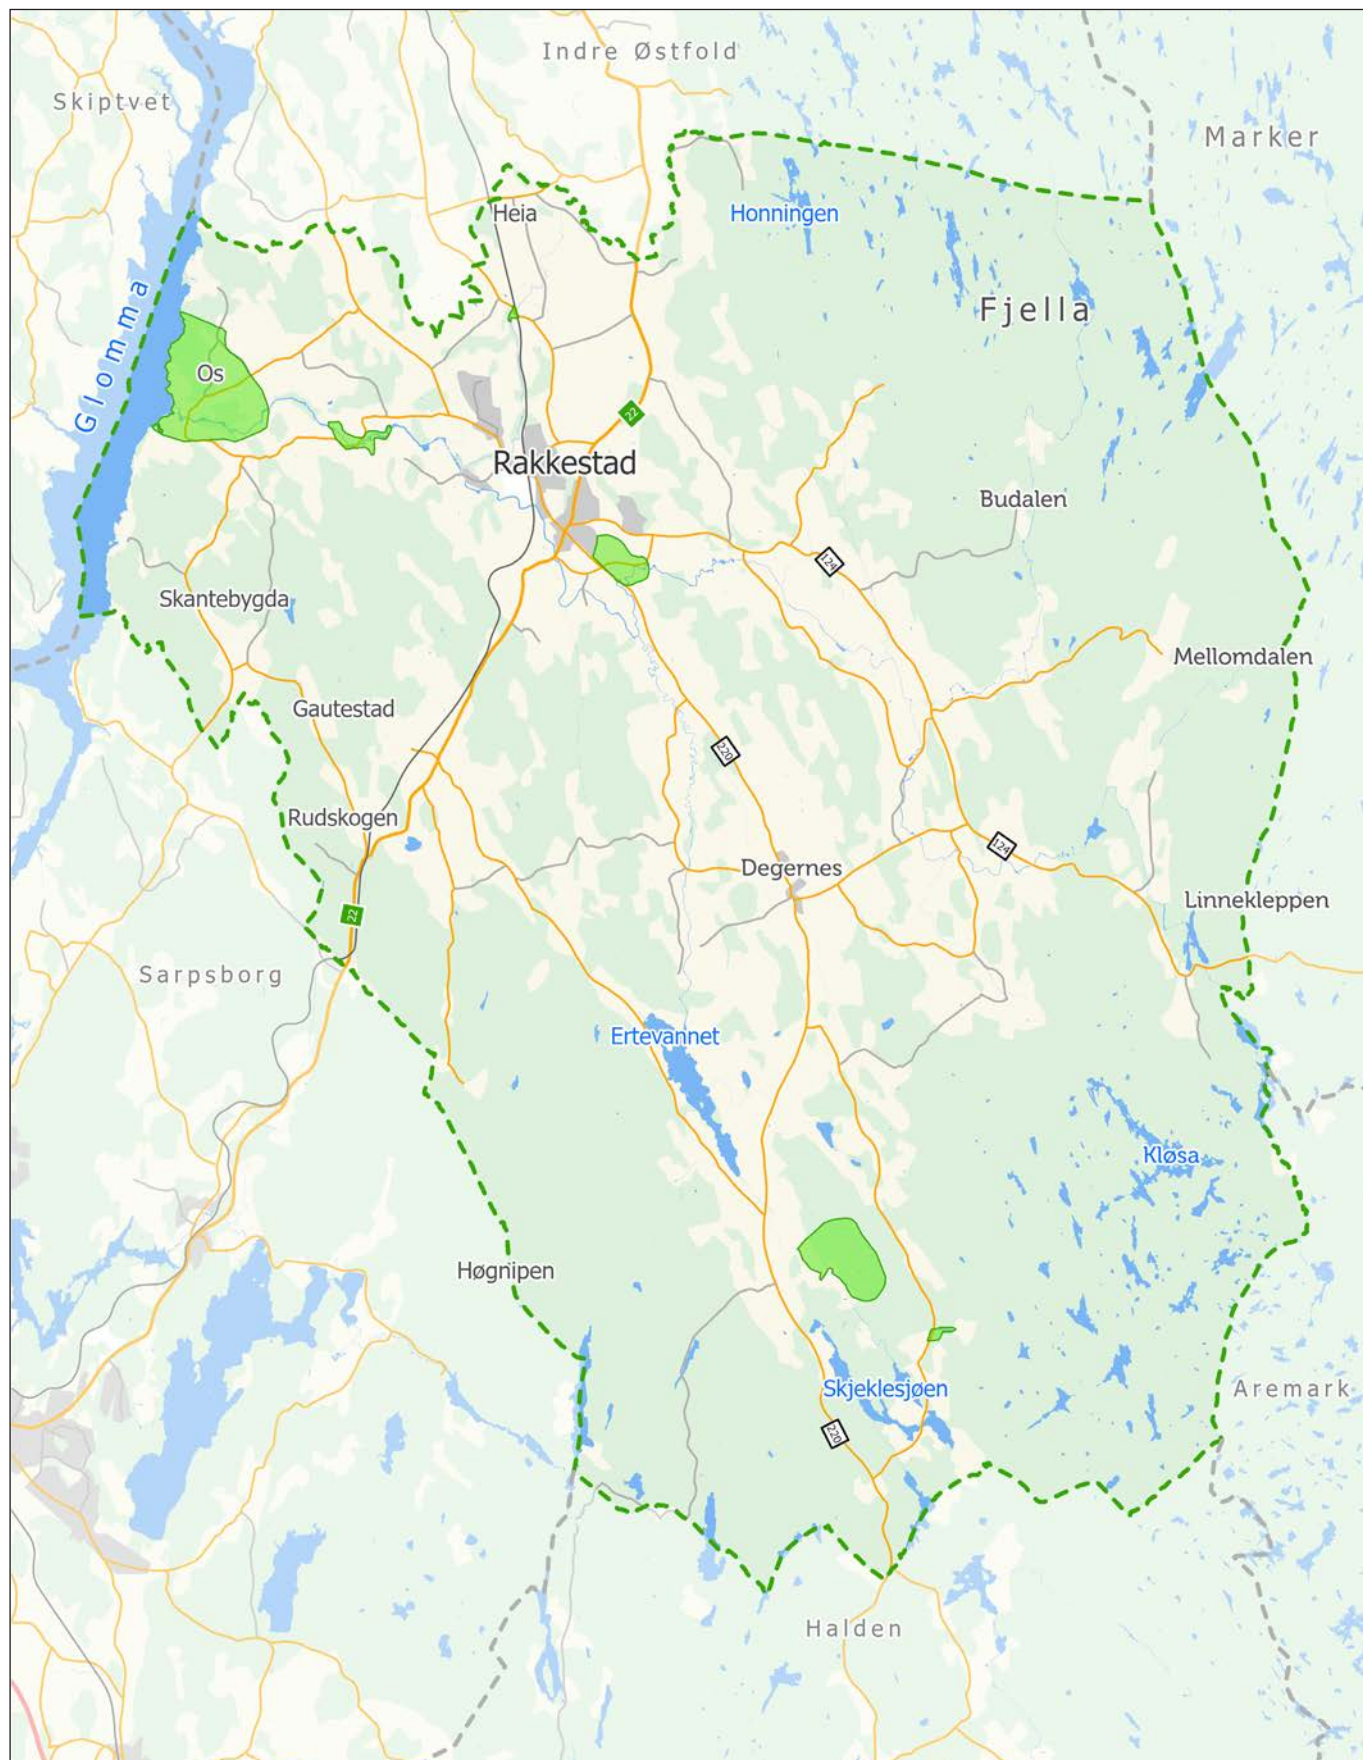 Indre Østfold
Skiptvet
Marker
Heia
Honningen
Glomma
Fjella
Os
22
Rakkestad
Budalen
124
Skantebygda
Mellomdalen
Gautestad
220
Rudskogen
124
Degernes
Linnekleppen
22
Sarpsborg
Ertevannet
Kløsa
Høgnipen
Skjeklesjøen
Aremark
220
Halden